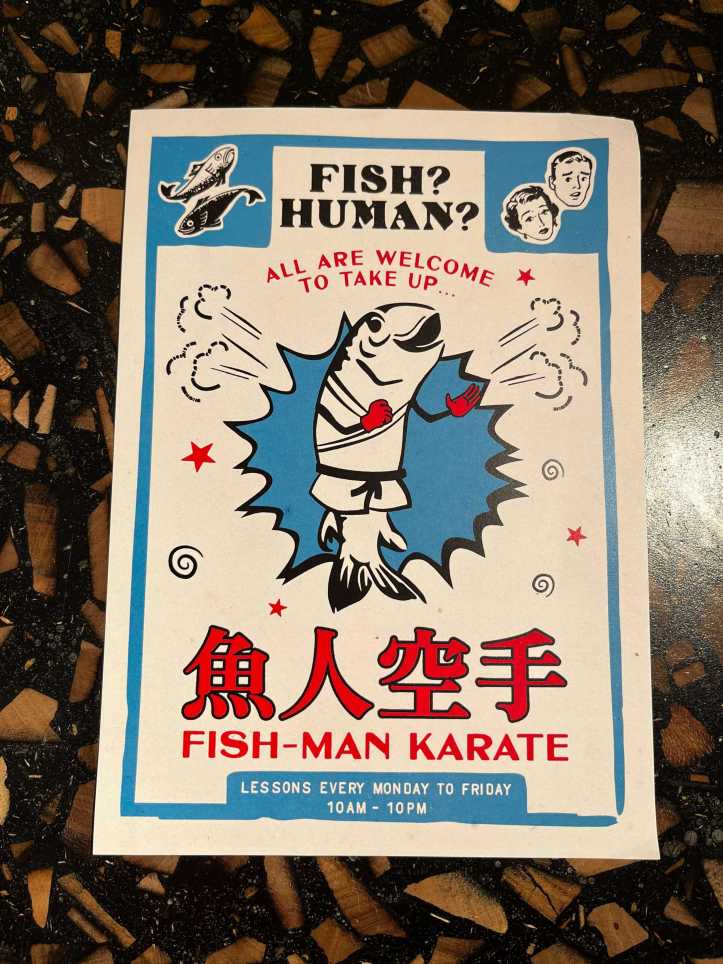 FISH?
HUMAN?
ALL ARE WELCOME
TO TAKE UP...
魚人空手
FISH-MAN KARATE
LESSONS EVERY MONDAY TO FRIDAY
10AM - 10PM